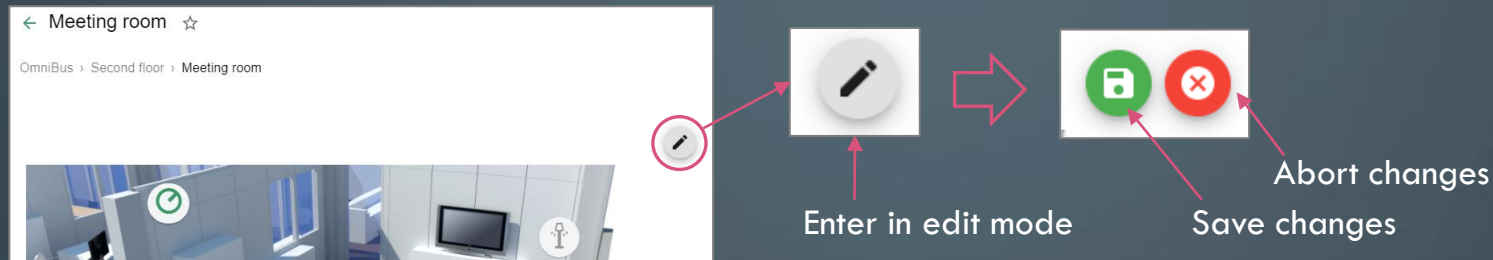 Meeting room
OmniBus › Second floor › Meeting room
Enter in edit mode
Save changes
Abort changes